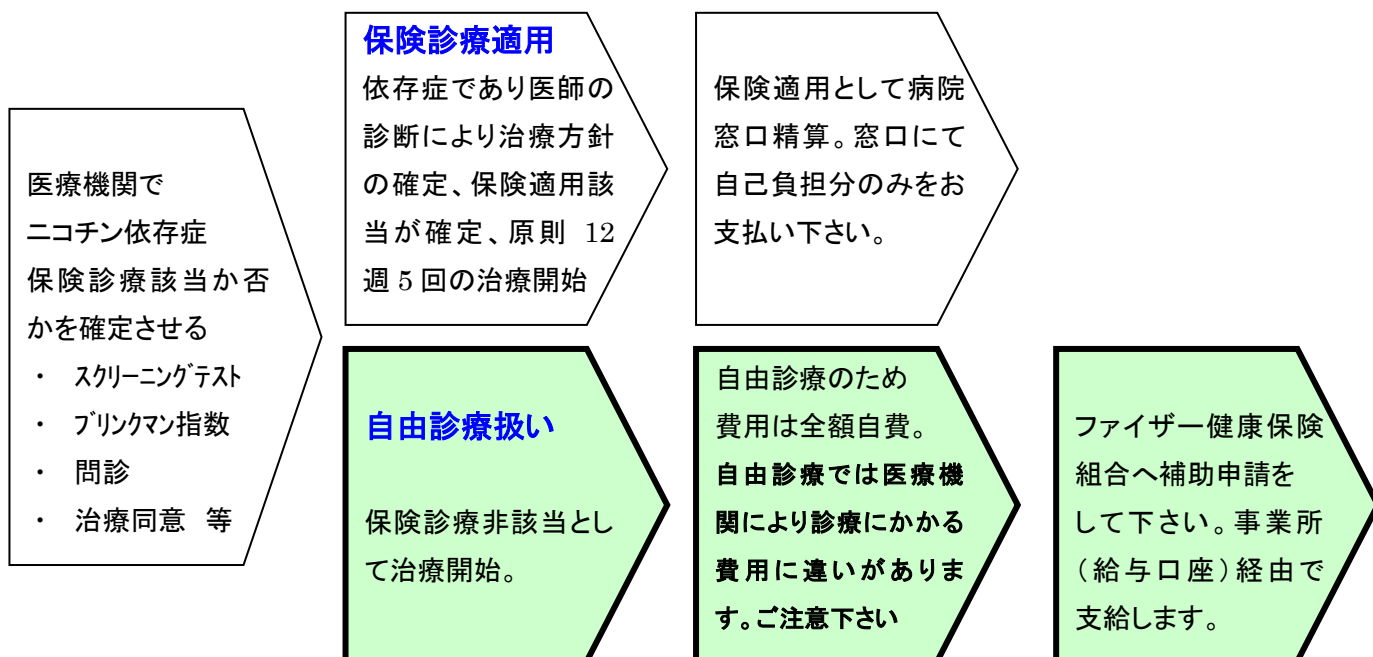 医療機関で
ニコチン依存症
保険診療該当か否
かを確定させる
・ スクリーニングテスト
・ ブリンクマン指数
・ 問診
・ 治療同意 等
保険診療適用
依存症であり医師の
診断により治療方針
の確定、保険適用該
当が確定、原則 12
週 5 回の治療開始
保険適用として病院
窓口精算。窓口にて
自己負担分のみをお
支払い下さい。
自由診療扱い
保険診療非該当とし
て治療開始。
自由診療のため
費用は全額自費。
自由診療では医療機
関により診療にかかる
費用に違いがありま
す。ご注意下さい
ファイザー健康保険
組合へ補助申請を
して下さい。事業所
（給与口座）経由で
支給します。